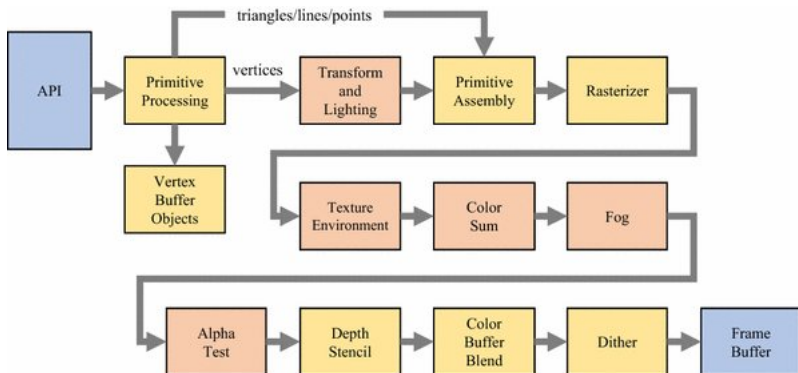 triangles/lines/points
API
Primitive
Processing
vertices
Transform
and
Lighting
Primitive
Assembly
Rasterizer
Vertex
Buffer
Objects
Texture
Environment
Color
Sum
Fog
Alpha
Test
Depth
Stencil
Color
Buffer
Blend
Dither
Frame
Buffer